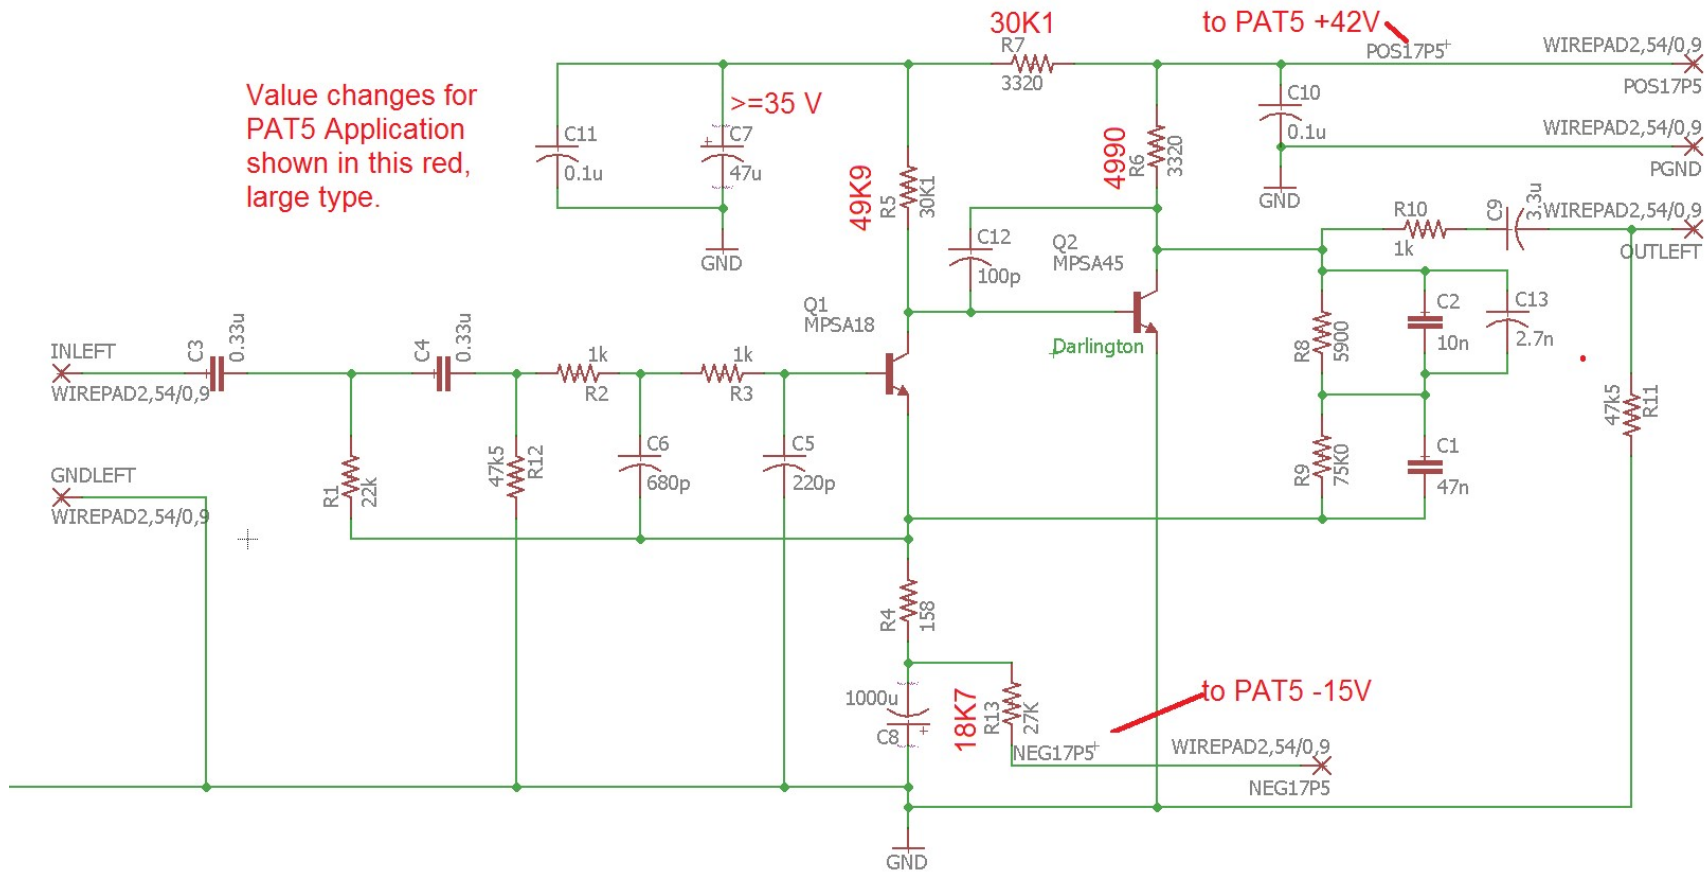 30K1
to PAT5 +42V
R7
3320
POS17P5
WIREPAD2,54/0,9
POS17P5
Value changes for
PAT5 Application
shown in this red,
large type.
>=35 V
C11
0.1u
C7
47u
GND
49K9
R5
30K1
4990
R6
3320
C10
0.1u
GND
WIREPAD2,54/0,9
PGND
C12
100p
Q2
MPSA45
Darlington
R10
1k
C9
3.3u
WIREPAD2,54/0,9
OUTLEFT
Q1
MPSA18
INLEFT
WIREPAD2,54/0,9
C3
0.33u
C4
0.33u
1k
R2
1k
R3
R8
5900
C2
10n
C13
2.7n
47k5
R11
GNDLEFT
WIREPAD2,54/0,9
R1
22k
47k5
R12
C6
680p
C5
220p
R9
75K0
C1
47n
R4
158
1000u
C8
18K7
R13
27K
to PAT5 -15V
NEG17P5
WIREPAD2,54/0,9
NEG17P5
GND